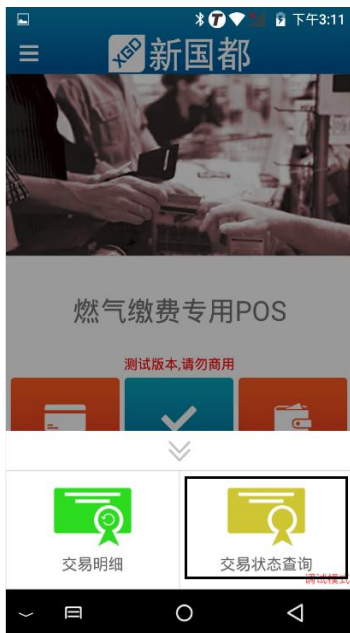 下午3:11
XGD 新国都
燃气缴费专用POS
测试版本,请勿商用
交易明细
交易状态查询
调试模式